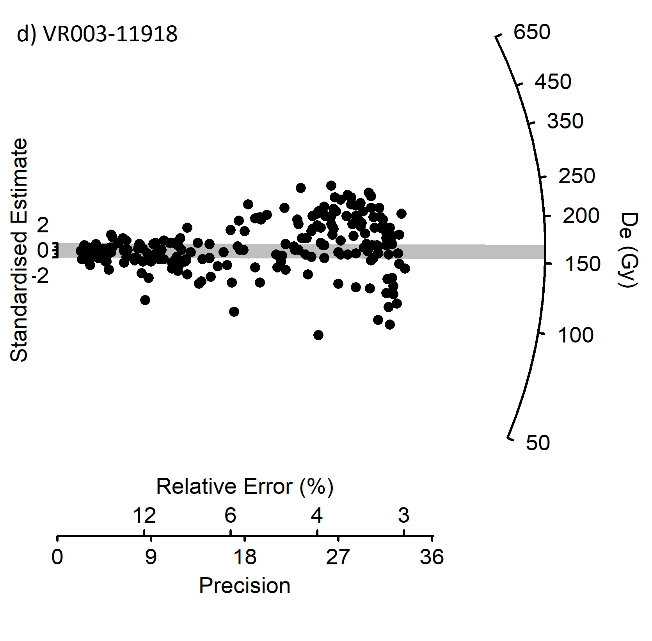 d) VR003-11918
650
450
350
250
200
150
100
50
De (Gy)
Standardised Estimate
2
0
-2
Relative Error (%)
12 6 4 3
0 9 18 27 36
Precision